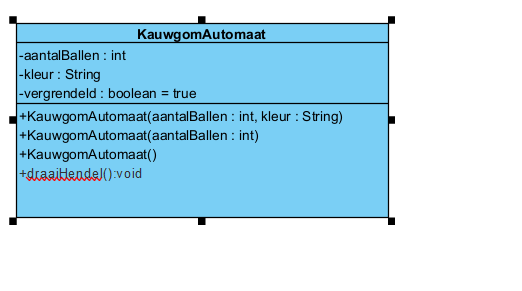 KauwgomAutomaat
-aantalBallen : int
-kleur : String
-vergrendeld : boolean = true
+KauwgomAutomaat(aantalBallen : int, kleur : String)
+KauwgomAutomaat(aantalBallen : int)
+KauwgomAutomaat()
+draaiHendel():void